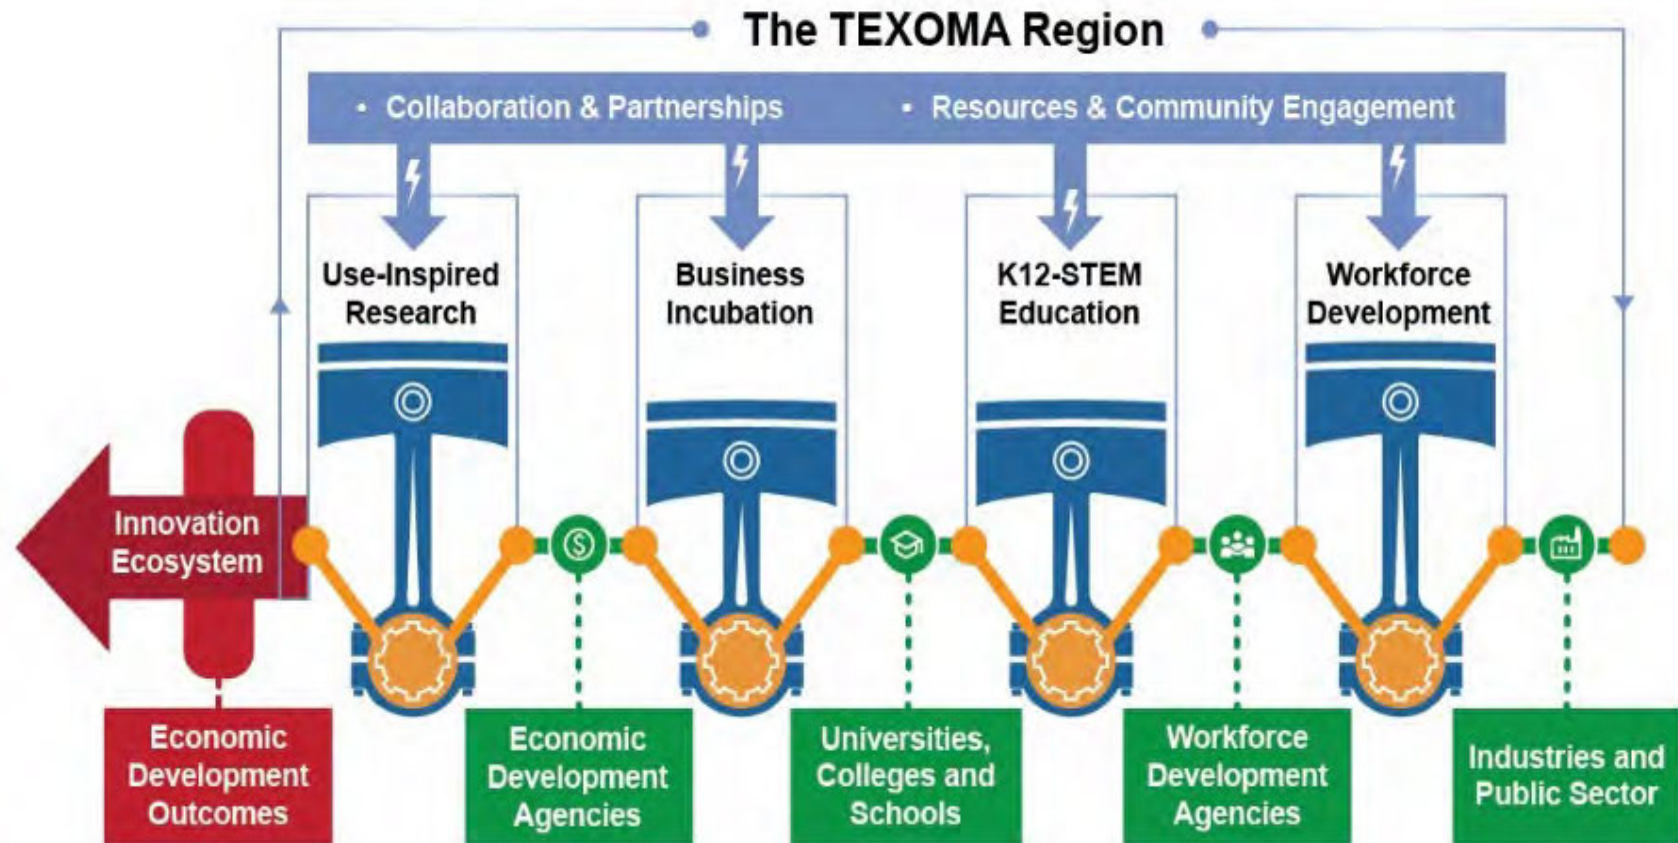 The TEXOMA Region
• Collaboration & Partnerships
• Resources & Community Engagement
Use-Inspired
Research
Business
Incubation
K12-STEM
Education
Workforce
Development
Innovation
Ecosystem
$
Economic
Development
Outcomes
Economic
Development
Agencies
Universities,
Colleges and
Schools
Workforce
Development
Agencies
Industries and
Public Sector